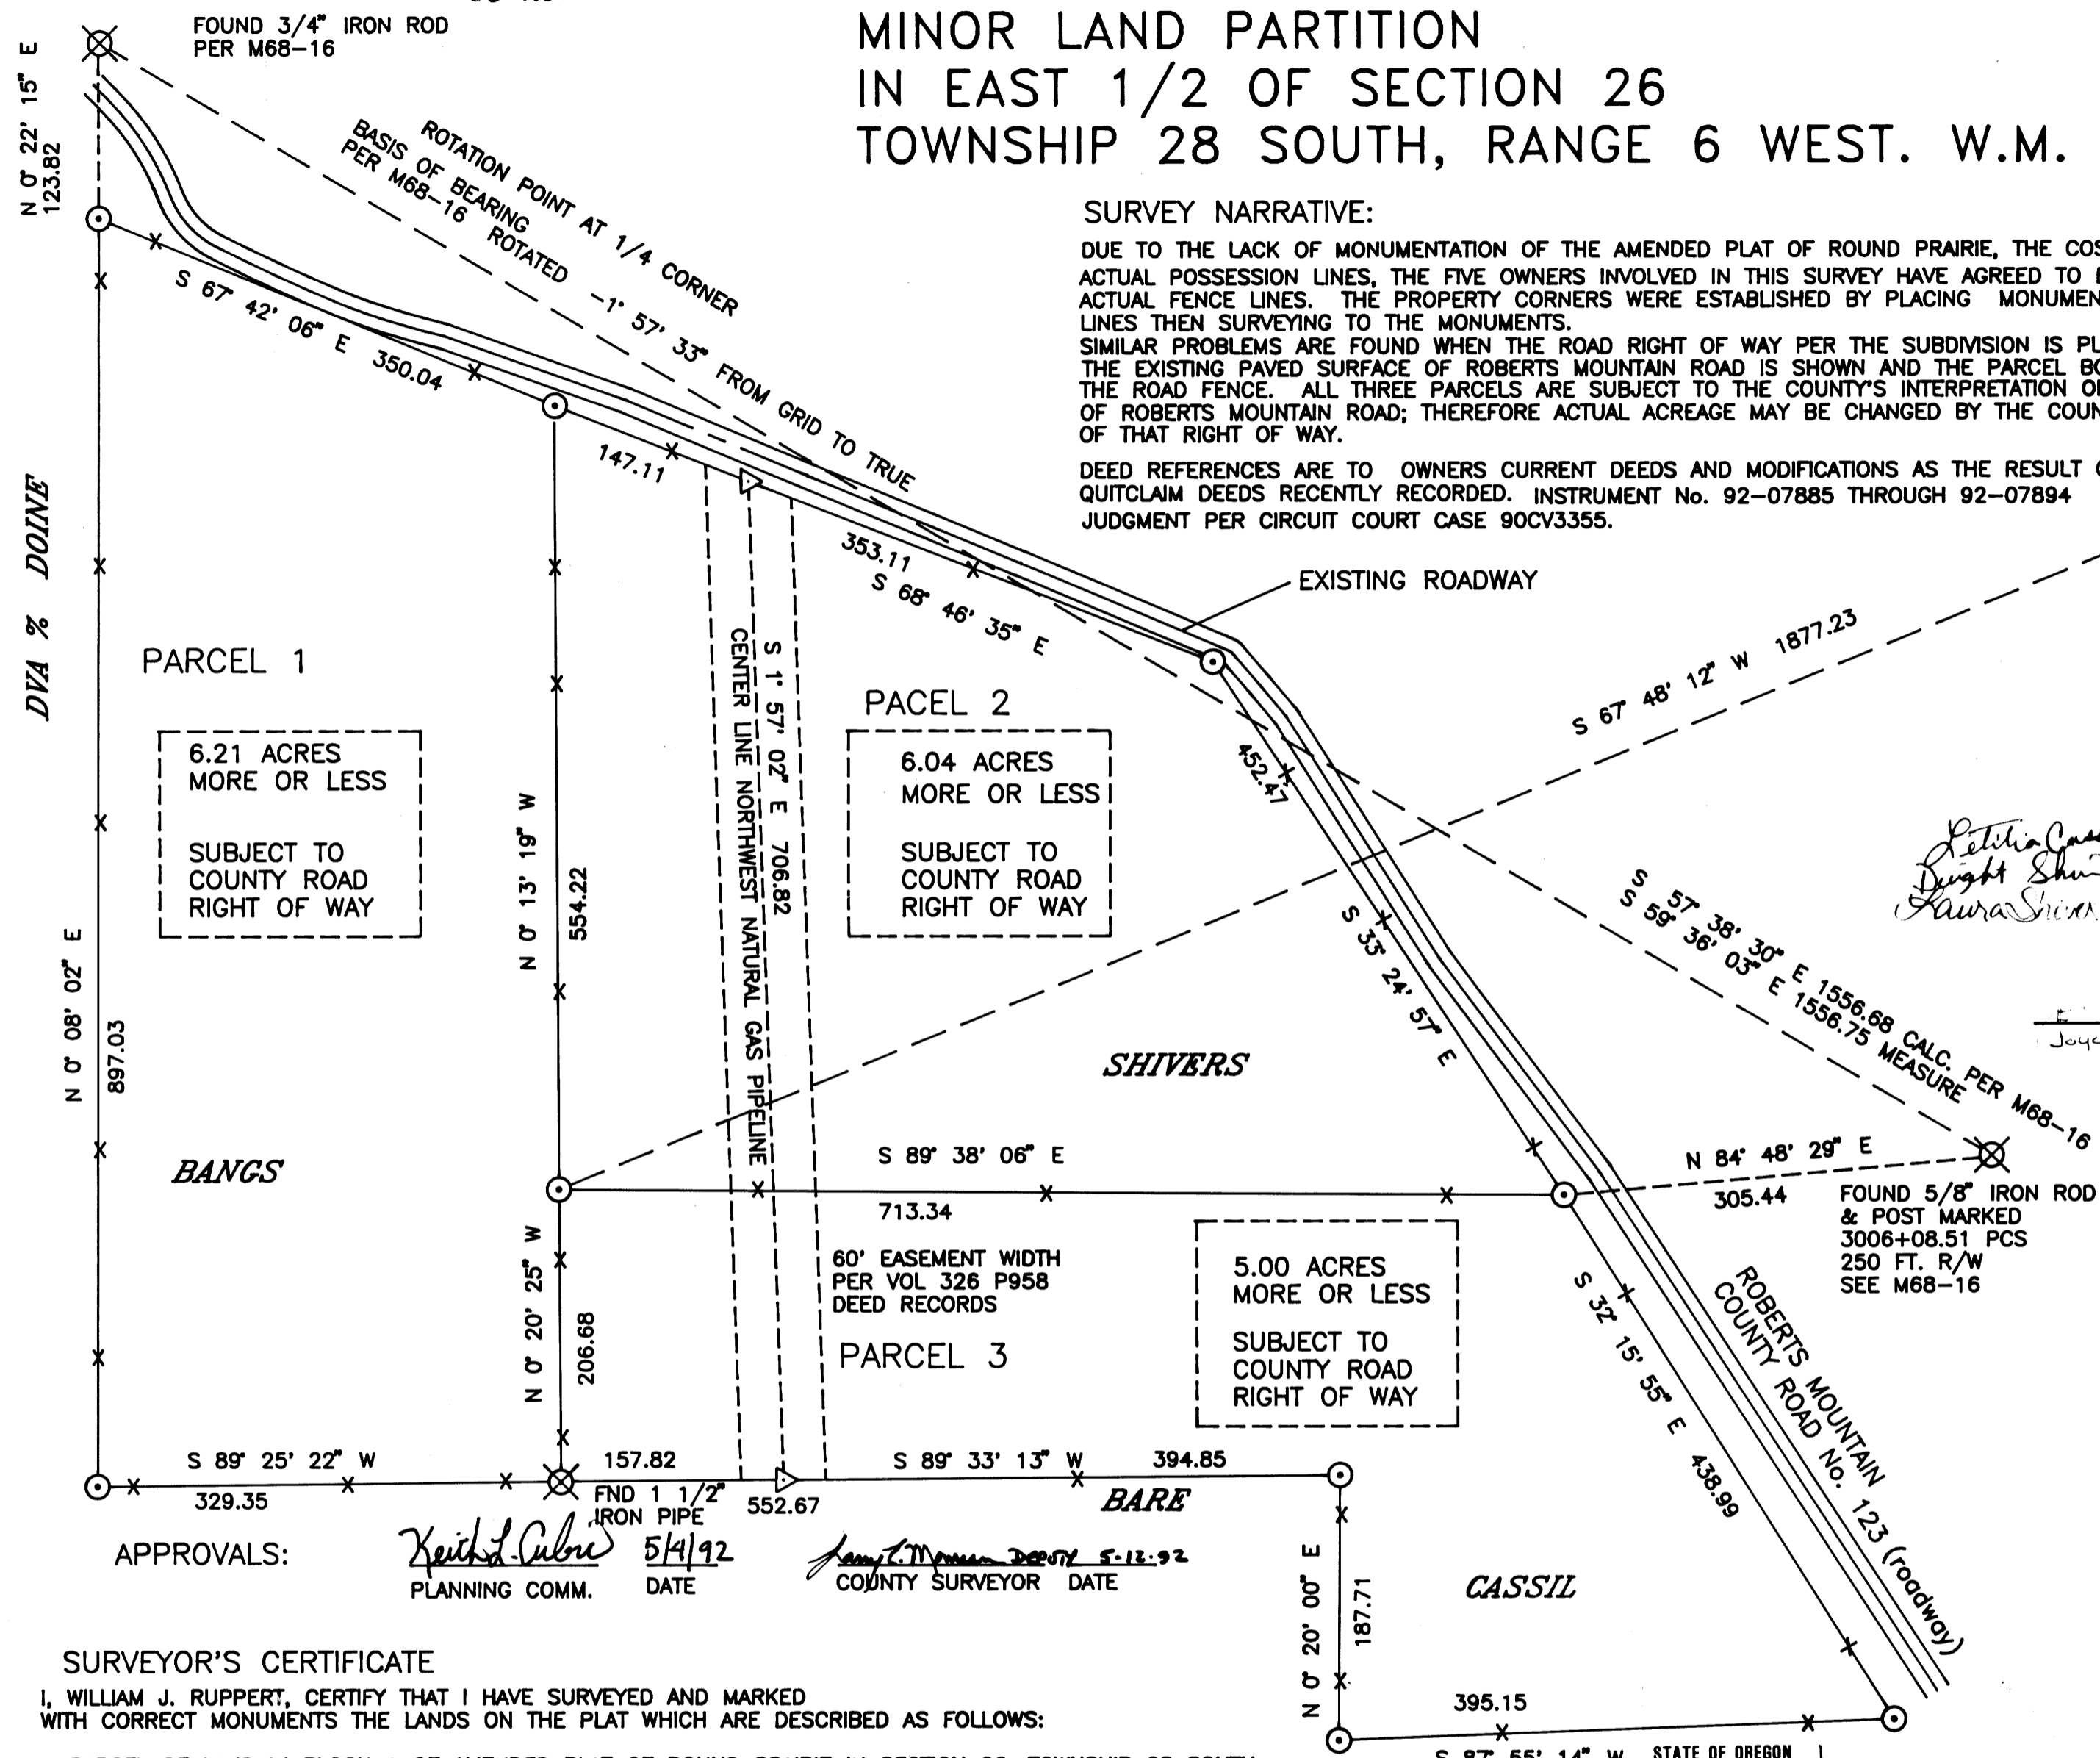 FOUND 3/4" IRON ROD
PER M68-16
MINOR LAND PARTITION
IN EAST 1/2 OF SECTION 26
TOWNSHIP 28 SOUTH, RANGE 6 WEST. W.M.
SURVEY NARRATIVE:
DUE TO THE LACK OF MONUMENTATION OF THE AMENDED PLAT OF ROUND PRAIRIE, THE COS
ACTUAL POSSESSION LINES, THE FIVE OWNERS INVOLVED IN THIS SURVEY HAVE AGREED TO
ACTUAL FENCE LINES. THE PROPERTY CORNERS WERE ESTABLISHED BY PLACING MONUMEN
LINES THEN SURVEYING TO THE MONUMENTS.
SIMILAR PROBLEMS ARE FOUND WHEN THE ROAD RIGHT OF WAY PER THE SUBDIVISION IS PL
THE EXISTING PAVED SURFACE OF ROBERTS MOUNTAIN ROAD IS SHOWN AND THE PARCEL BO
THE ROAD FENCE. ALL THREE PARCELS ARE SUBJECT TO THE COUNTY'S INTERPRETATION O
OF ROBERTS MOUNTAIN ROAD; THEREFORE ACTUAL ACREAGE MAY BE CHANGED BY THE COUN
OF THAT RIGHT OF WAY.
DEED REFERENCES ARE TO OWNERS CURRENT DEEDS AND MODIFICATIONS AS THE RESULT
QUITCLAIM DEEDS RECENTLY RECORDED. INSTRUMENT No. 92-07885 THROUGH 92-07894
JUDGMENT PER CIRCUIT COURT CASE 90CV3355.
N 0° 22' 15" E
123.82
ROTATION POINT AT 1/4 CORNER
BASIS OF BEARING
PER M68-16 ROTATED -1° 57' 33" FROM GRID TO TRUE
S 67° 42' 06" E 350.04
147.11
353.11
S 68° 46' 35" E
EXISTING ROADWAY
DVA % DOINE
PARCEL 1
6.21 ACRES
MORE OR LESS
SUBJECT TO
COUNTY ROAD
RIGHT OF WAY
N 0° 08' 02" E
897.03
BANGS
N 0° 13' 19" W
554.22
CENTER LINE NORTHWEST NATURAL GAS PIPELINE
S 1° 57' 02" E 706.82
PACEL 2
6.04 ACRES
MORE OR LESS
SUBJECT TO
COUNTY ROAD
RIGHT OF WAY
SHIVERS
452.47
S 33° 24' 57" E
S 67° 48' 12" W 1877.23
Letitia Cass
Dwight Shiv
Laura Shiver
S 57° 38' 30" E 1556.68 CALC. PER M68-16
S 59° 36' 03" E 1556.75 MEASURE
Joyc
N 84° 48' 29" E
305.44
FOUND 5/8" IRON ROD
& POST MARKED
3006+08.51 PCS
250 FT. R/W
SEE M68-16
S 89° 38' 06" E
713.34
60' EASEMENT WIDTH
PER VOL 326 P958
DEED RECORDS
PARCEL 3
5.00 ACRES
MORE OR LESS
SUBJECT TO
COUNTY ROAD
RIGHT OF WAY
N 0° 20' 25" W
206.68
S 32° 15' 55" E 438.99
ROBERTS MOUNTAIN
COUNTY ROAD No. 123 (roadway)
S 89° 25' 22" W
329.35
157.82
FND 1 1/2"
IRON PIPE
552.67
S 89° 33' 13" W 394.85
BARE
APPROVALS:
Keith L. Cubic 5/4/92
PLANNING COMM. DATE
DEPUTY 5-12-92
COUNTY SURVEYOR DATE
N 0° 20' 00" E
187.71
CASSIL
395.15
S 87° 55' 14" W
STATE OF OREGON
SURVEYOR'S CERTIFICATE
I, WILLIAM J. RUPPERT, CERTIFY THAT I HAVE SURVEYED AND MARKED
WITH CORRECT MONUMENTS THE LANDS ON THE PLAT WHICH ARE DESCRIBED AS FOLLOWS: